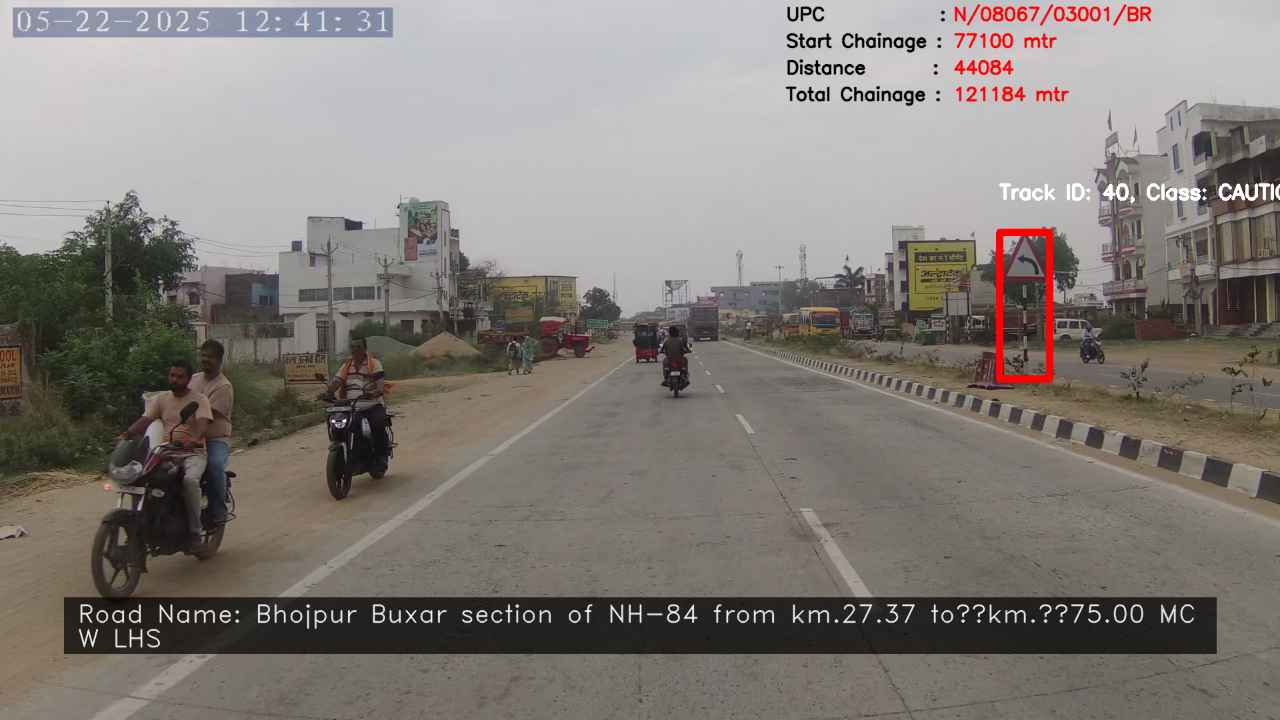 05-22-2025 12:41:31
UPC : N/08067/03001/BR
Start Chainage : 77100 mtr
Distance : 44084
Total Chainage : 121184 mtr
Track ID: 40, Class: CAUTIO
OOL
Road Name: Bhojpur Buxar section of NH-84 from km.27.37 to??km.??75.00 MC
W LHS